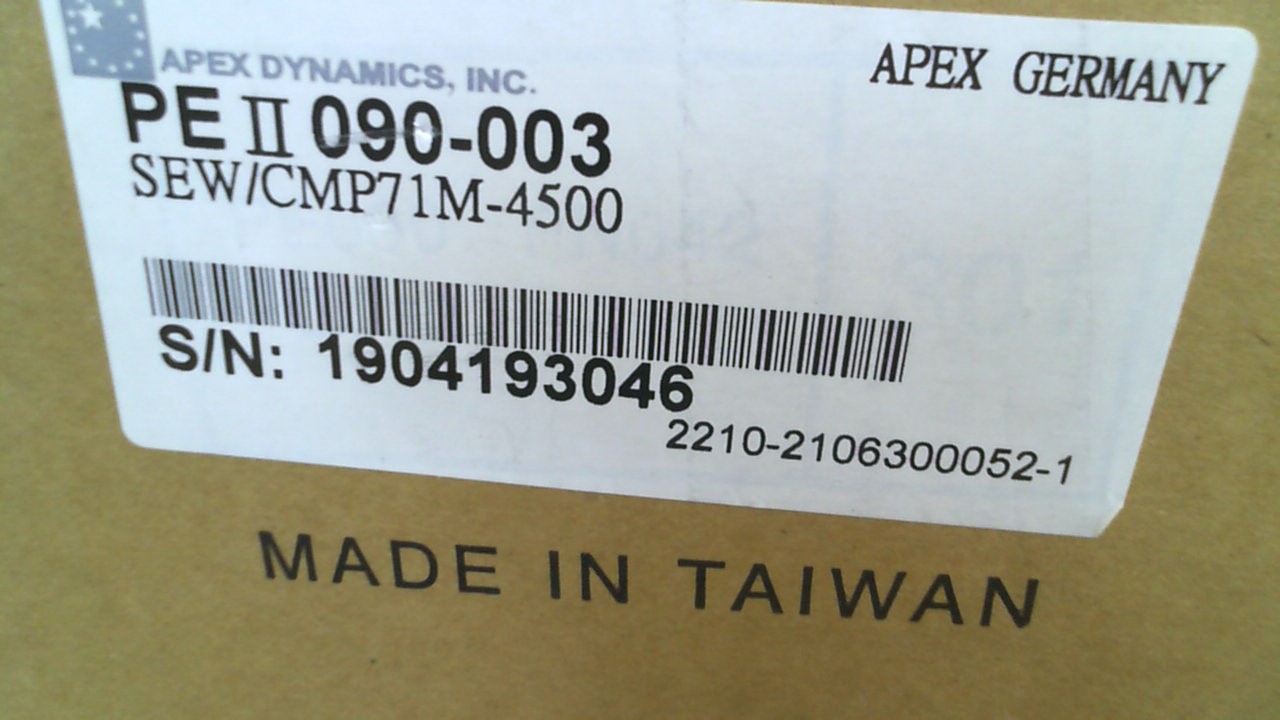 APEX DYNAMICS, INC.
APEX GERMANY
PE II 090-003
SEW/CMP71M-4500
S/N: 1904193046
2210-2106300052-1
MADE IN TAIWAN